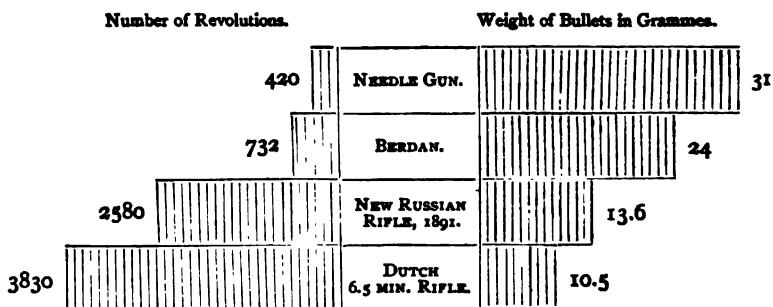 Number of Revolutions. Weight of Bullets in Grammes.
420 NEEDLE GUN. 31
732 BERDAN. 24
2580 NEW RUSSIAN
RIFLE, 1891. 13.6
3830 DUTCH
6.5 MIN. RIFLE. 10.5